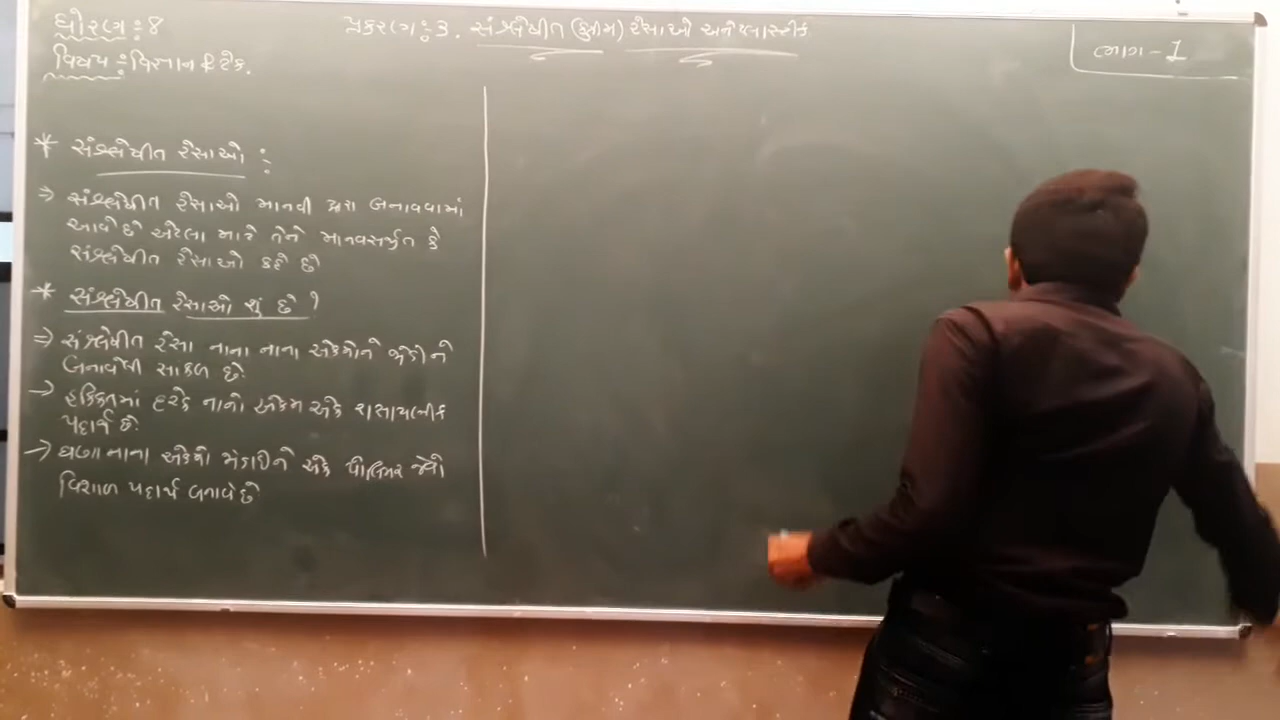 ધોરણ : 8
પ્રકરણ : 3. સંશ્લેષીત (કૃત્રિમ) રેસાઓ અને પ્લાસ્ટીક
ભાગ - 1
વિષય : વિજ્ઞાન & ટેક.
* સંશ્લેષીત રેસાઓ :
⇒ સંશ્લેષીત રેસાઓ માનવી દ્વારા બનાવવામાં
આવે છે એટલા માટે તેને માનવસર્જીત કે
સંશ્લેષીત રેસાઓ કહે છે
* સંશ્લેષીત રેસાઓ શું છે ?
⇒ સંશ્લેષીત રેસા નાના નાના એકમોને જોડીને
બનાવેલી સાકળ છે.
→ હકિકતમાં દરેક નાનો એકમ એક રાસાયણીક
પદાર્થ છે.
→ ઘણા નાના એકમો એક પોલિમર જેવો
વિશાળ પદાર્થ બનાવે છે